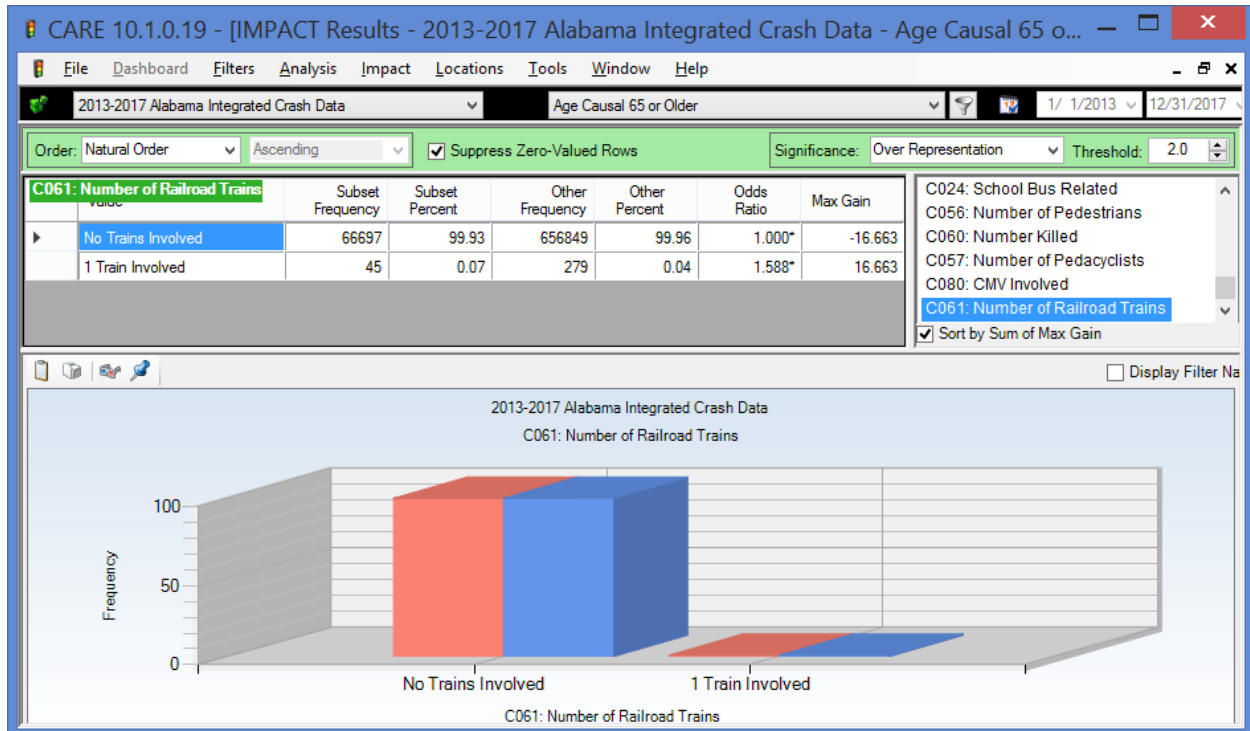 CARE 10.1.0.19 - [IMPACT Results - 2013-2017 Alabama Integrated Crash Data - Age Causal 65 o...
File Dashboard Filters Analysis Impact Locations Tools Window Help
2013-2017 Alabama Integrated Crash Data Age Causal 65 or Older 1/ 1/2013 12/31/2017
Order: Natural Order Ascending Suppress Zero-Valued Rows Significance: Over Representation Threshold: 2.0
C061: Number of Railroad Trains Subset Frequency Subset Percent Other Frequency Other Percent Odds Ratio Max Gain
No Trains Involved 66697 99.93 656849 99.96 1.000* -16.663
1 Train Involved 45 0.07 279 0.04 1.588* 16.663
C024: School Bus Related
C056: Number of Pedestrians
C060: Number Killed
C057: Number of Pedacyclists
C080: CMV Involved
C061: Number of Railroad Trains
Sort by Sum of Max Gain
Display Filter Na
2013-2017 Alabama Integrated Crash Data
C061: Number of Railroad Trains
100
50
0
Frequency
No Trains Involved 1 Train Involved
C061: Number of Railroad Trains